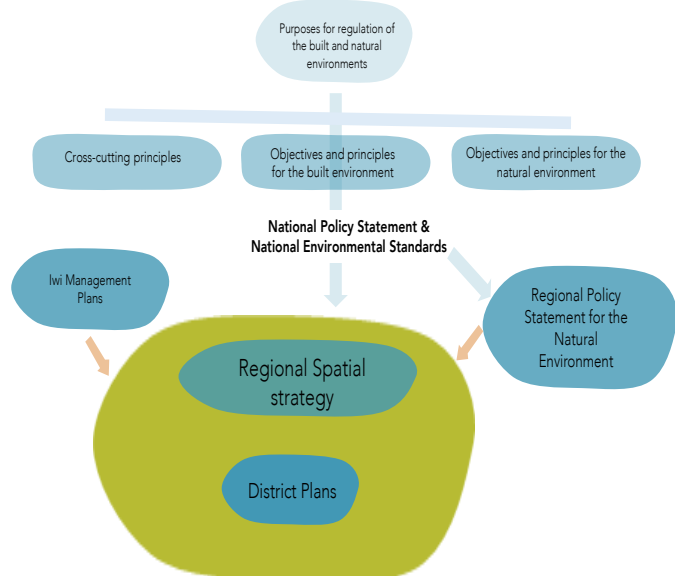 Purposes for regulation of
the built and natural
environments
Cross-cutting principles
Objectives and principles
for the built environment
Objectives and principles for the
natural environment
National Policy Statement &
National Environmental Standards
Iwi Management
Plans
Regional Policy
Statement for the
Natural
Environment
Regional Spatial
strategy
District Plans